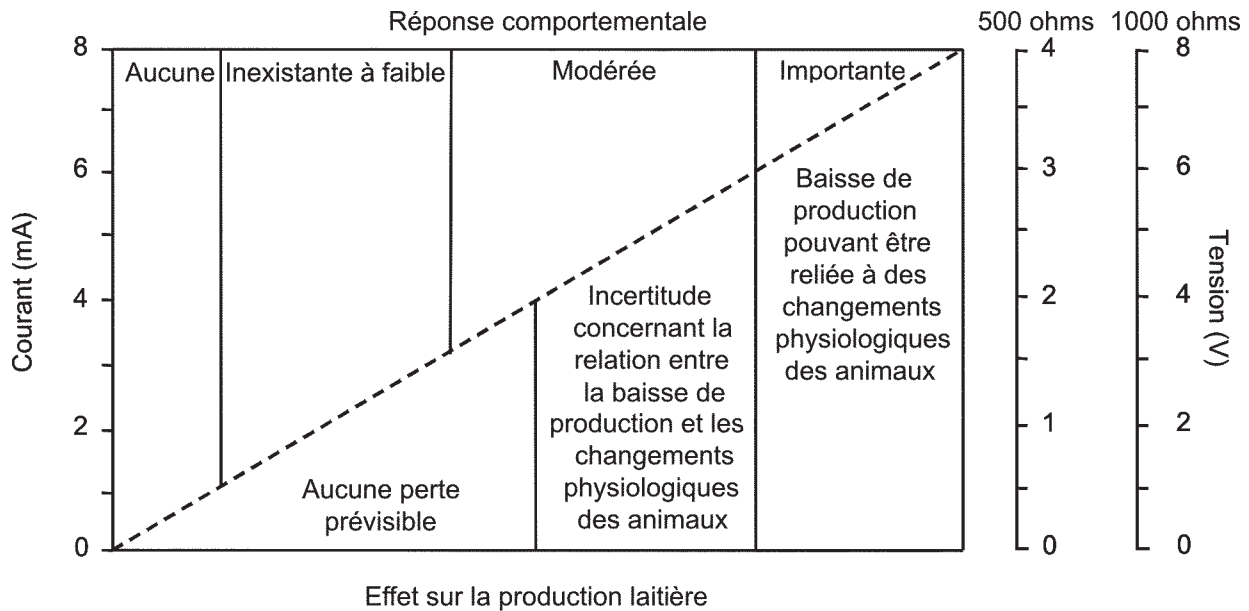 Réponse comportementale
500 ohms 1000 ohms
8
Aucune
Inexistante à faible
Modérée
Importante
4
8
6
3
6
Baisse de
production
pouvant être
reliée à des
changements
physiologiques
des animaux
Courant (mA)
Tension (V)
4
2
4
Incertitude
concernant la
relation entre
la baisse de
production et les
changements
physiologiques
des animaux
2
1
2
Aucune perte
prévisible
0
0
0
Effet sur la production laitière